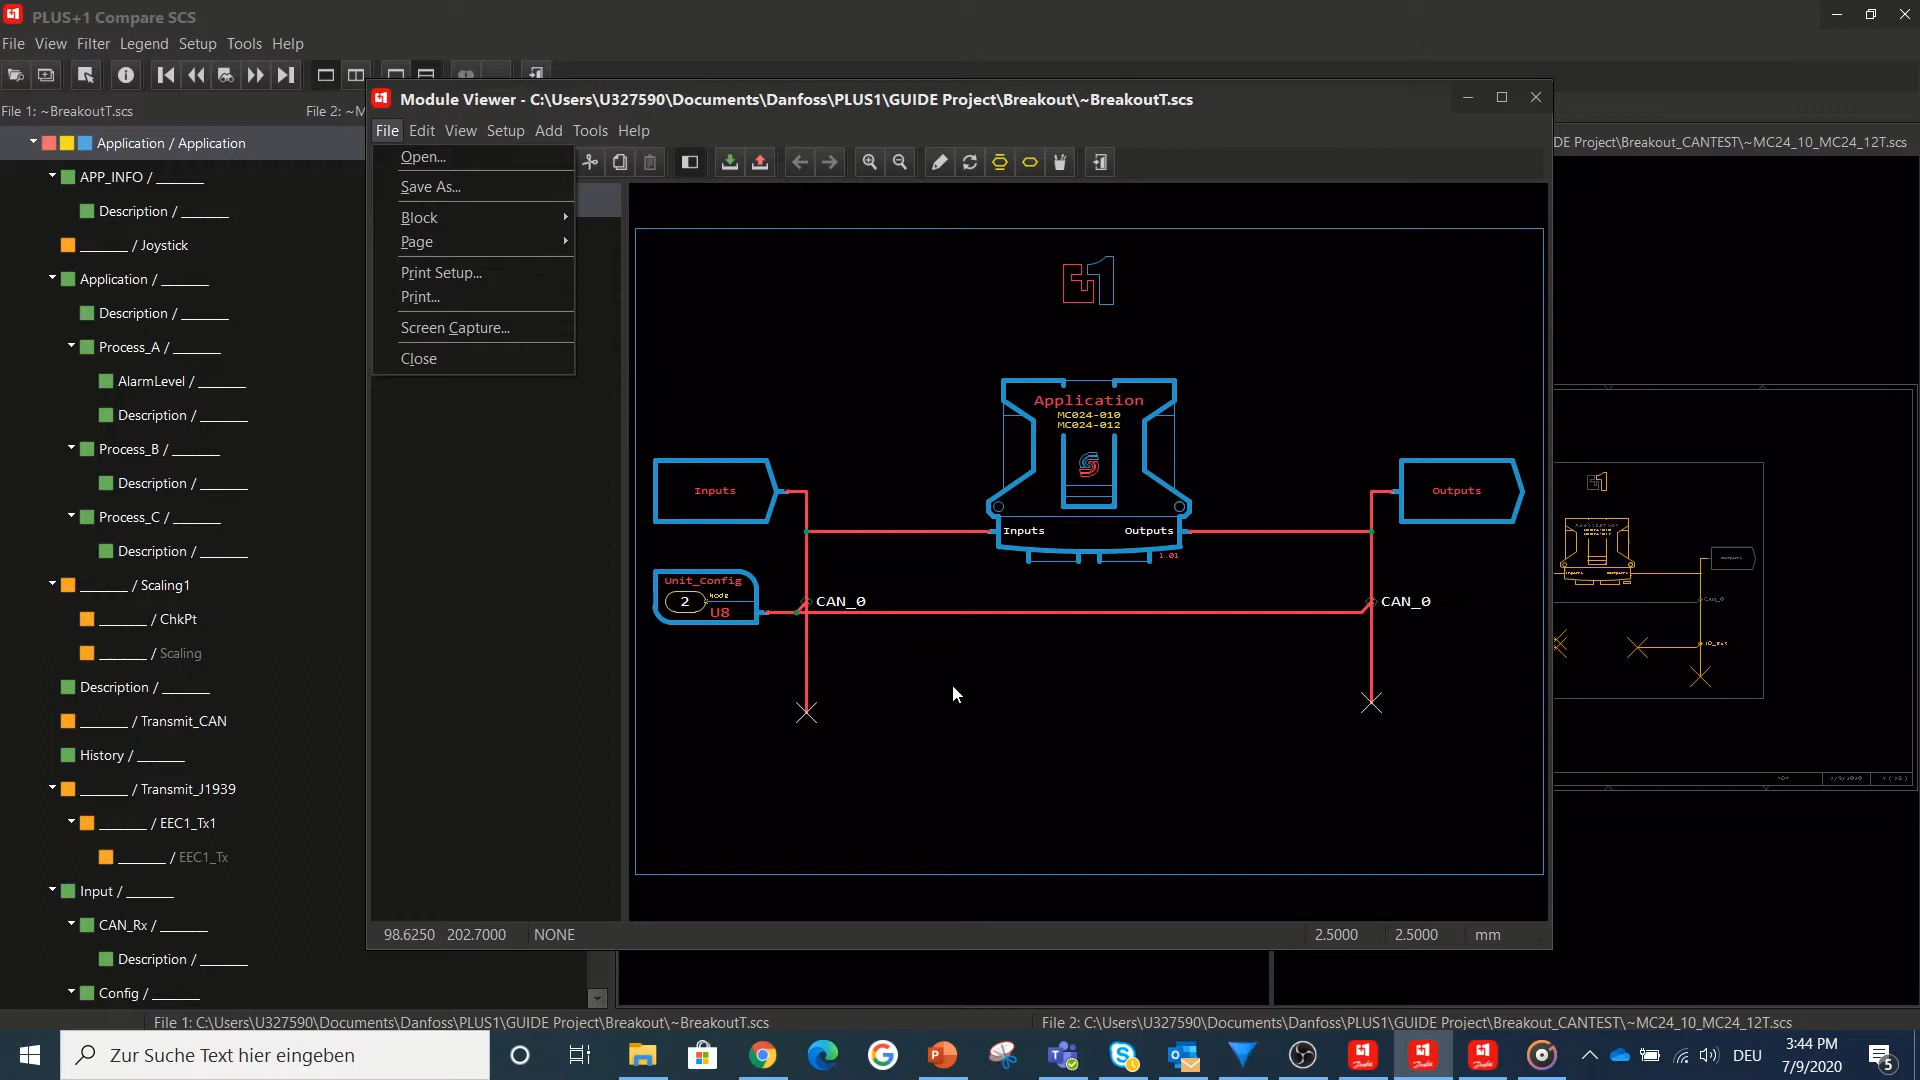 PLUS+1 Compare SCS
File View Filter Legend Setup Tools Help
File 1: ~BreakoutT.scs
File 2: ~M
Application / Application
APP_INFO / ______
Description / ______
______ / Joystick
Application / ______
Description / ______
Process_A / ______
AlarmLevel / ______
Description / ______
Process_B / ______
Description / ______
Process_C / ______
Description / ______
______ / Scaling1
______ / ChkPt
______ / Scaling
Description / ______
______ / Transmit_CAN
History / ______
______ / Transmit_J1939
______ / EEC1_Tx1
______ / EEC1_Tx
Input / ______
CAN_Rx / ______
Description / ______
Config / ______
Module Viewer - C:\Users\U327590\Documents\Danfoss\PLUS1\GUIDE Project\Breakout\~BreakoutT.scs
File Edit View Setup Add Tools Help
Open...
Save As...
Block
Page
Print Setup...
Print...
Screen Capture...
Close
Application
MC024-010
MC024-012
Inputs
Outputs
Inputs Outputs
1.01
Unit_Config
2
Node
U8
CAN_0
CAN_0
98.6250 202.7000 NONE
2.5000 2.5000 mm
DE Project\Breakout_CANTEST\~MC24_10_MC24_12T.scs
CAN_0
File 1: C:\Users\U327590\Documents\Danfoss\PLUS1\GUIDE Project\Breakout\~BreakoutT.scs
File 2: C:\Users\U327590\Documents\Danfoss\PLUS1\GUIDE Project\Breakout_CANTEST\~MC24_10_MC24_12T.scs
Zur Suche Text hier eingeben
DEU
3:44 PM
7/9/2020
5